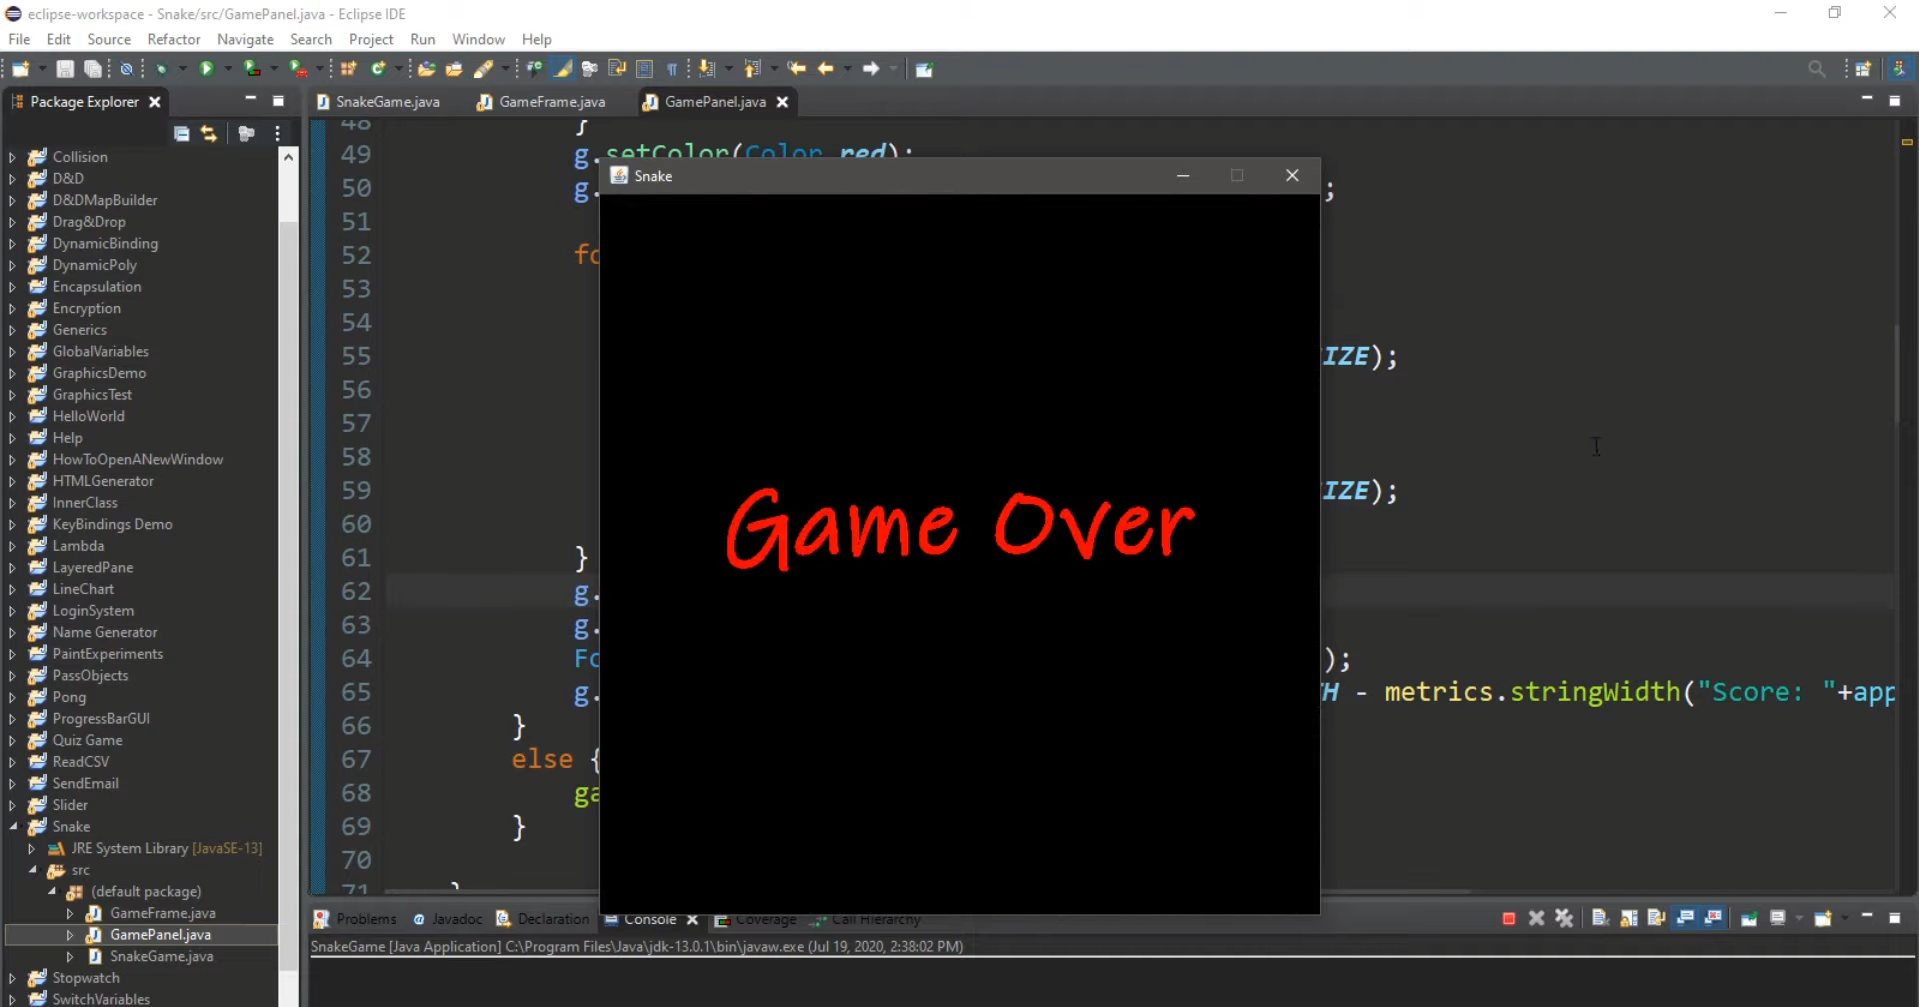 eclipse-workspace - Snake/src/GamePanel.java - Eclipse IDE
File Edit Source Refactor Navigate Search Project Run Window Help
Package Explorer
SnakeGame.java GameFrame.java GamePanel.java
Collision
D&D
D&DMapBuilder
Drag&Drop
DynamicBinding
DynamicPoly
Encapsulation
Encryption
Generics
GlobalVariables
GraphicsDemo
GraphicsTest
HelloWorld
Help
HowToOpenANewWindow
HTMLGenerator
InnerClass
KeyBindings Demo
Lambda
LayeredPane
LineChart
LoginSystem
Name Generator
PaintExperiments
PassObjects
Pong
ProgressBarGUI
Quiz Game
ReadCSV
SendEmail
Slider
Snake
JRE System Library [JavaSE-13]
src
(default package)
GameFrame.java
GamePanel.java
SnakeGame.java
Stopwatch
SwitchVariables
48 }
49 g.setColor(Color.red);
50 g. ;
51
52 fo
53
54
55 IZE);
56
57
58
59 IZE);
60
61 }
62 g.
63 g.
64 Fo );
65 g. TH - metrics.stringWidth("Score: "+app
66 }
67 else {
68 ga
69 }
70
71 }
Snake
Game Over
Problems Javadoc Declaration Console Coverage Call Hierarchy
SnakeGame [Java Application] C:\Program Files\Java\jdk-13.0.1\bin\javaw.exe (Jul 19, 2020, 2:38:02 PM)